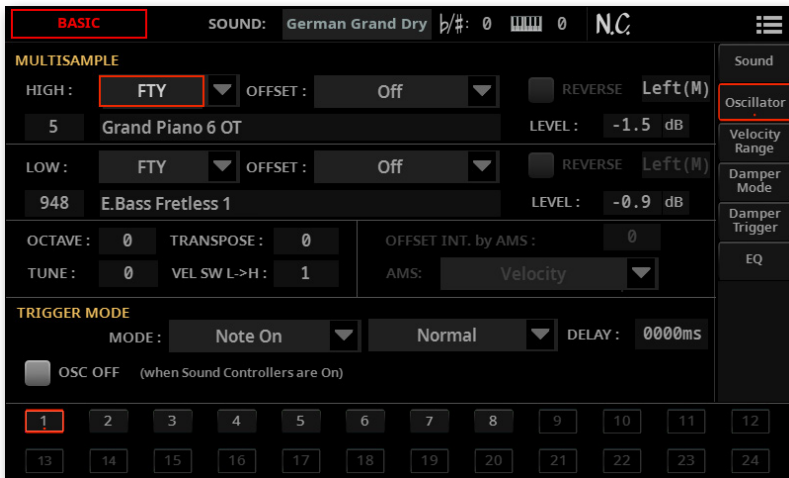 BASIC SOUND: German Grand Dry ♭/#: 0 0 N.C.
MULTISAMPLE Sound
HIGH : FTY OFFSET : Off REVERSE Left(M)
Oscillator
5 Grand Piano 6 OT LEVEL : -1.5 dB
Velocity Range
LOW : FTY OFFSET : Off REVERSE Left(M)
Damper Mode
948 E.Bass Fretless 1 LEVEL : -0.9 dB
Damper Trigger
OCTAVE : 0 TRANSPOSE : 0 OFFSET INT. by AMS : 0
EQ
TUNE : 0 VEL SW L->H : 1 AMS: Velocity
TRIGGER MODE
MODE : Note On Normal DELAY : 0000ms
OSC OFF (when Sound Controllers are On)
1 2 3 4 5 6 7 8 9 10 11 12
13 14 15 16 17 18 19 20 21 22 23 24